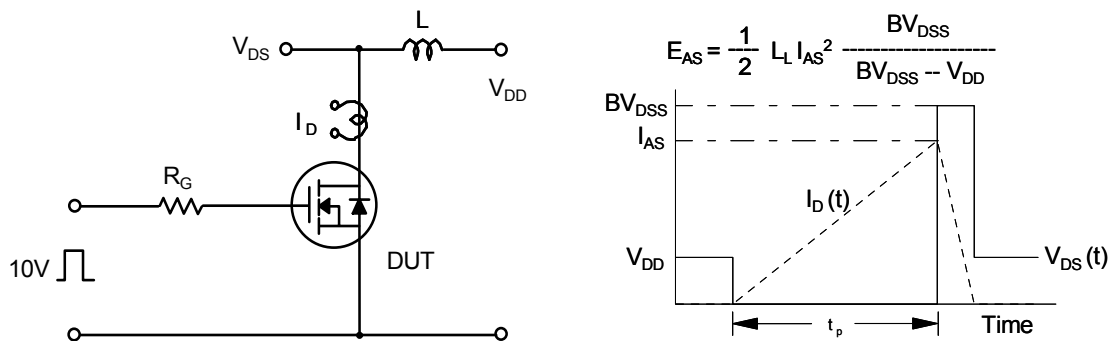 L
V_DS
V_DD
I_D
R_G
10V
DUT
E_AS = 1/2 L_L I_AS² BV_DSS / BV_DSS -- V_DD
BV_DSS
I_AS
I_D (t)
V_DD
V_DS (t)
t_p
Time